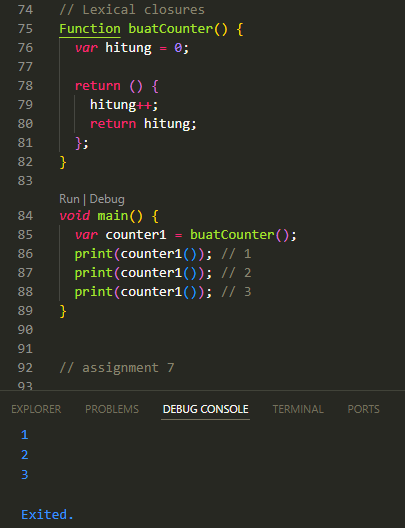 74 // Lexical closures
75 Function buatCounter() {
76 var hitung = 0;
77
78 return () {
79 hitung++;
80 return hitung;
81 };
82 }
83
Run | Debug
84 void main() {
85 var counter1 = buatCounter();
86 print(counter1()); // 1
87 print(counter1()); // 2
88 print(counter1()); // 3
89 }
90
91
92 // assignment 7
93
EXPLORER PROBLEMS DEBUG CONSOLE TERMINAL PORTS
1
2
3
Exited.